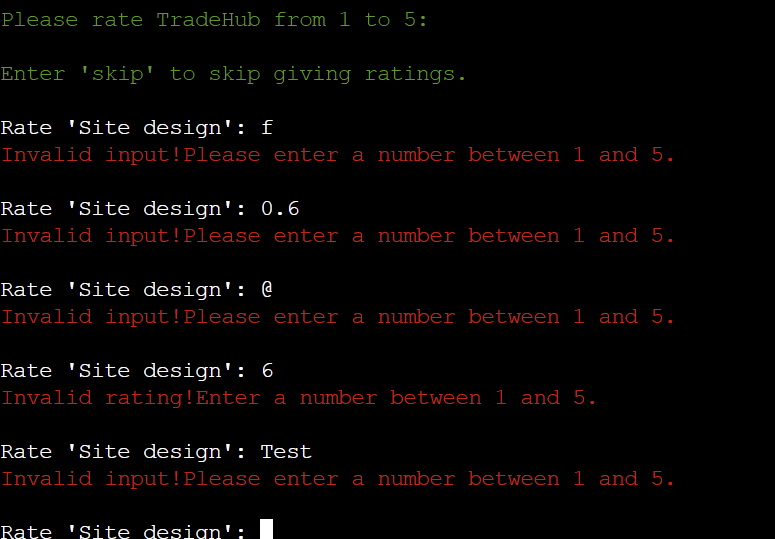 Please rate TradeHub from 1 to 5:
Enter 'skip' to skip giving ratings.
Rate 'Site design': f
Invalid input!Please enter a number between 1 and 5.
Rate 'Site design': 0.6
Invalid input!Please enter a number between 1 and 5.
Rate 'Site design': @
Invalid input!Please enter a number between 1 and 5.
Rate 'Site design': 6
Invalid rating!Enter a number between 1 and 5.
Rate 'Site design': Test
Invalid input!Please enter a number between 1 and 5.
Rate 'Site design':